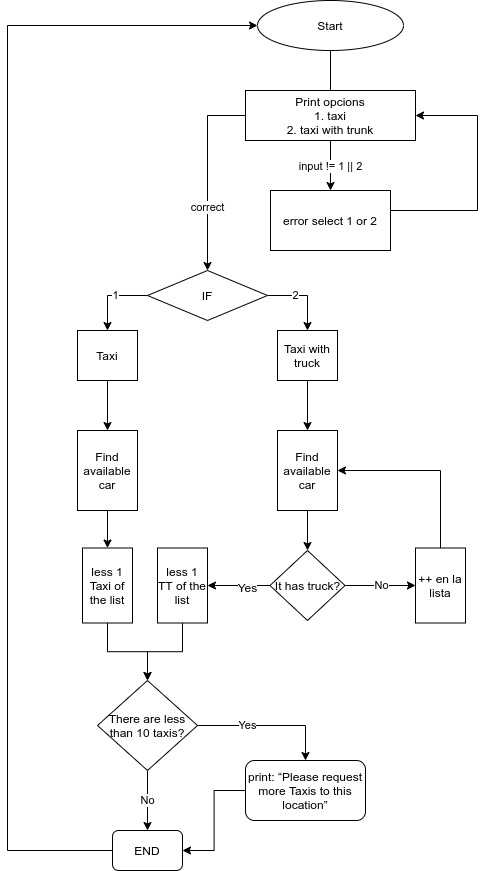 Start
Print opcions
1. taxi
2. taxi with trunk
input != 1 || 2
error select 1 or 2
correct
IF
1
2
Taxi
Taxi with
truck
Find
available
car
Find
available
car
less 1
Taxi of
the list
less 1
TT of the
list
Yes
It has truck?
No
++ en la
lista
There are less
than 10 taxis?
Yes
print: “Please request
more Taxis to this
location”
No
END